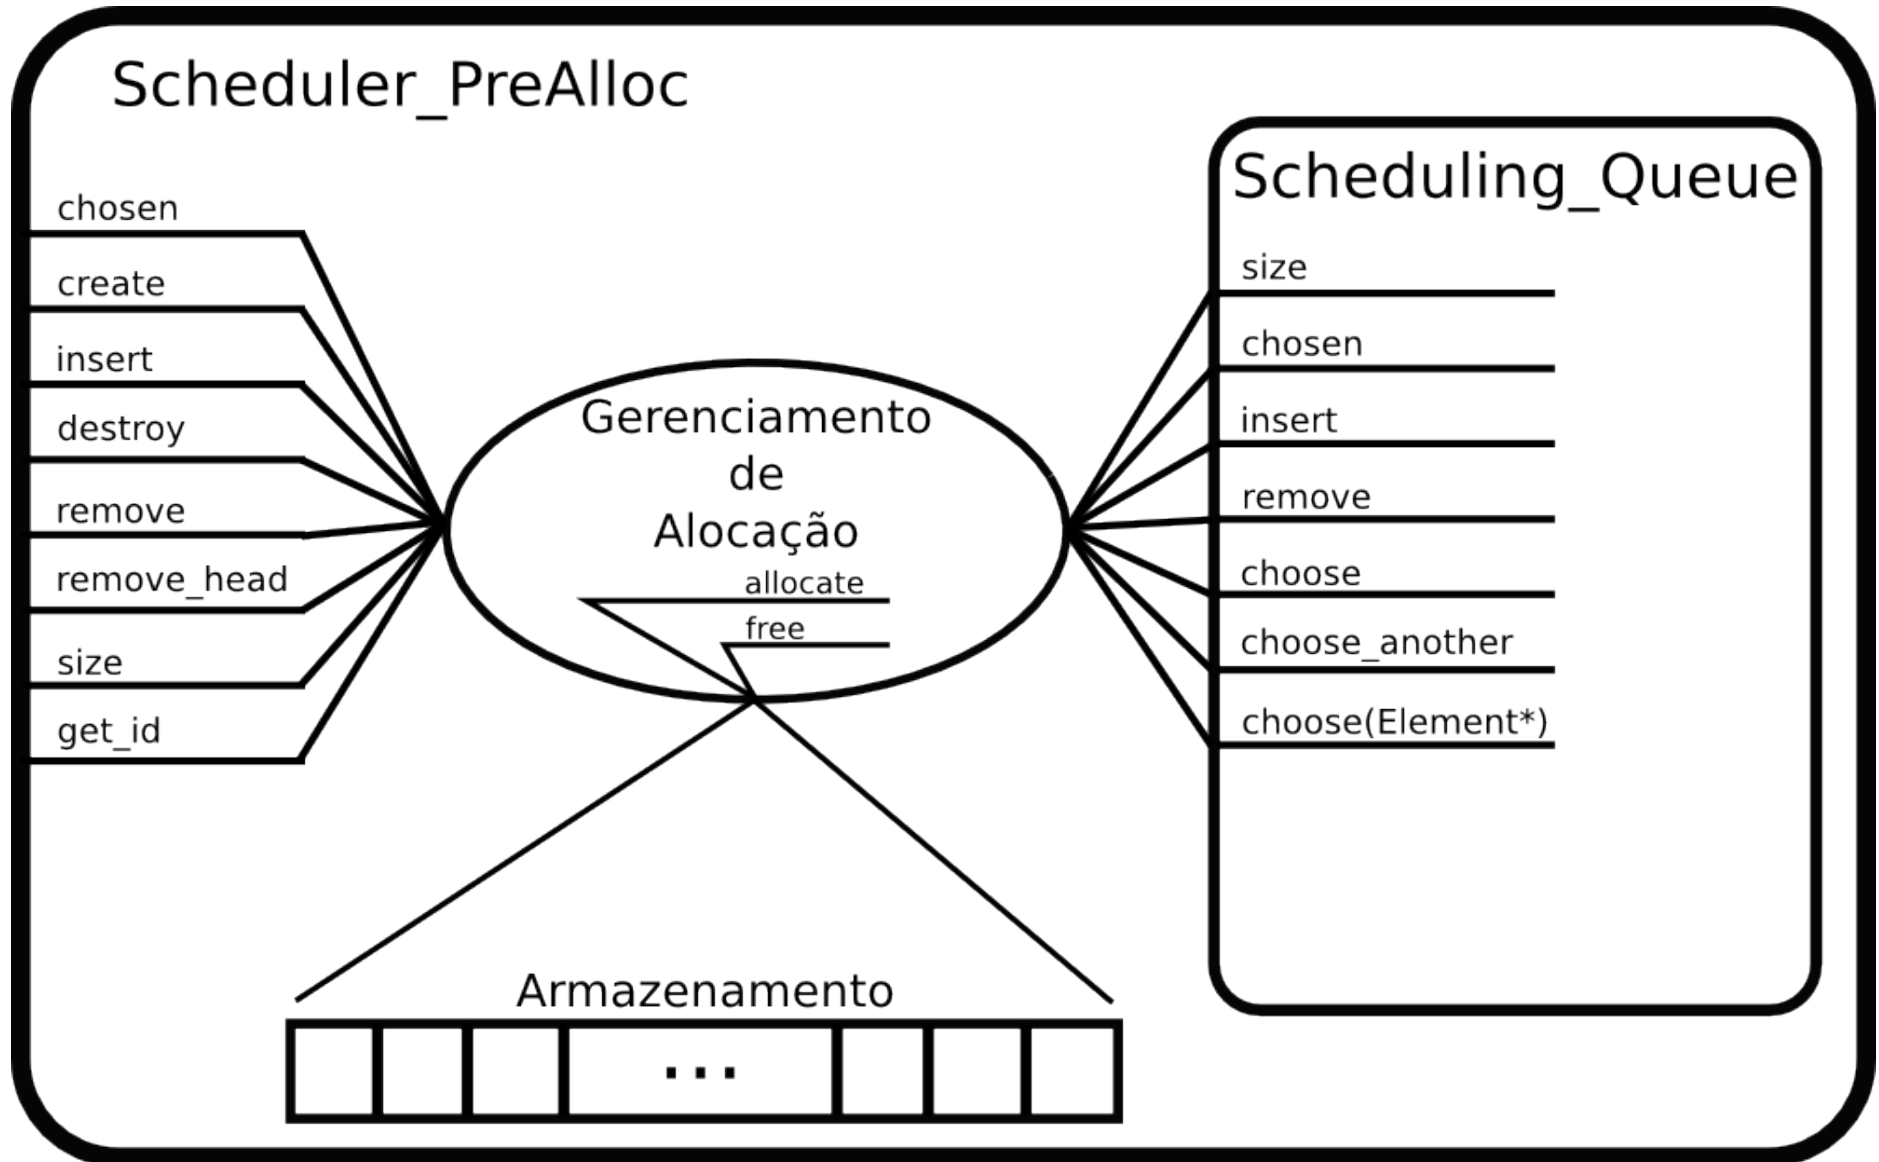 Scheduler_PreAlloc
chosen
create
insert
destroy
remove
remove_head
size
get_id
Gerenciamento
de
Alocação
allocate
free
Armazenamento
...
Scheduling_Queue
size
chosen
insert
remove
choose
choose_another
choose(Element*)